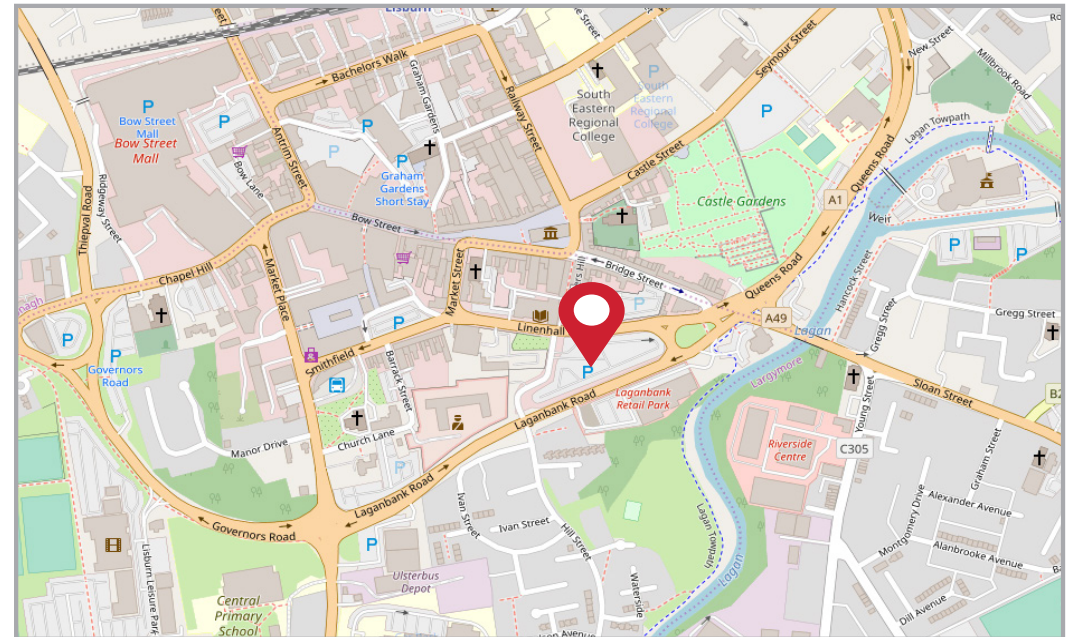 Lisburn
Bachelors Walk
Graham Gardens
Railway Street
Seymour Street
New Street
Millbrook Road
P
Bow Street
Mall
Bow Street
Mall
P
P
P
P
Graham
Gardens
Short Stay
Bow Lane
Antrim Street
South
Eastern
Regional
College
P
South
Eastern
Regional
College
P
Castle Street
Castle Gardens
Lagan Towpath
Queens Road
A1
Weir
P
P
Thiepval Road
Ridgeway Street
Bow Street
Chapel Hill
Market Place
Market Street
Bridge Street
Queens Road
Hancock Street
Gregg Street
Gregg Street
P
P
Linenhall
A49
Lagan
Largymore
P
P
Governors
Road
Smithfield
Barrack Street
P
Laganbank
Retail Park
Laganbank Road
Sloan Street
Young Street
Riverside
Centre
C305
Graham Street
Manor Drive
Church Lane
P
Laganbank Road
Governors Road
P
Ivan Street
Ivan Street
Hill Street
Lagan Towpath
Lagan
Alexander Avenue
Montgomery Drive
Alanbrooke Avenue
Dill Avenue
Lisburn Leisure Park
Ulsterbus
Depot
Central
Primary
School
Waterside